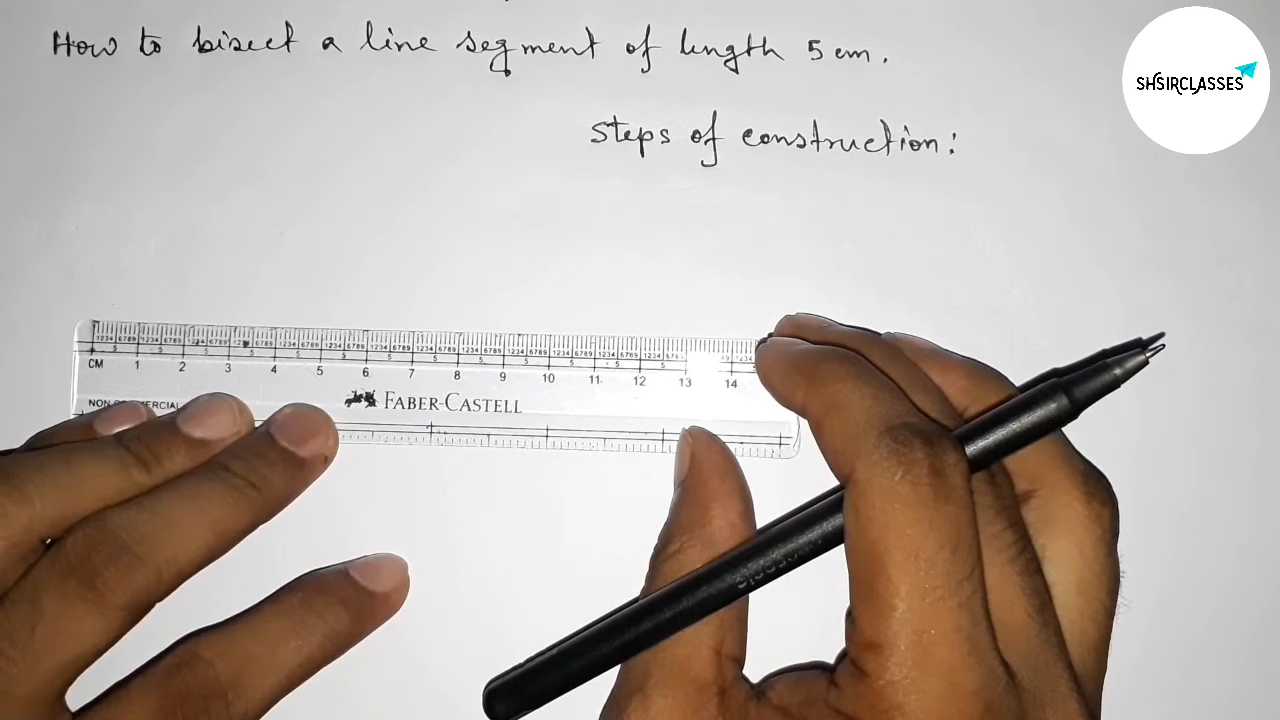 How to bisect a line segment of length 5 cm.
SHSIRCLASSES
Steps of construction:
CM 1 2 3 4 5 6 7 8 9 10 11 12 13 14
FABER-CASTELL